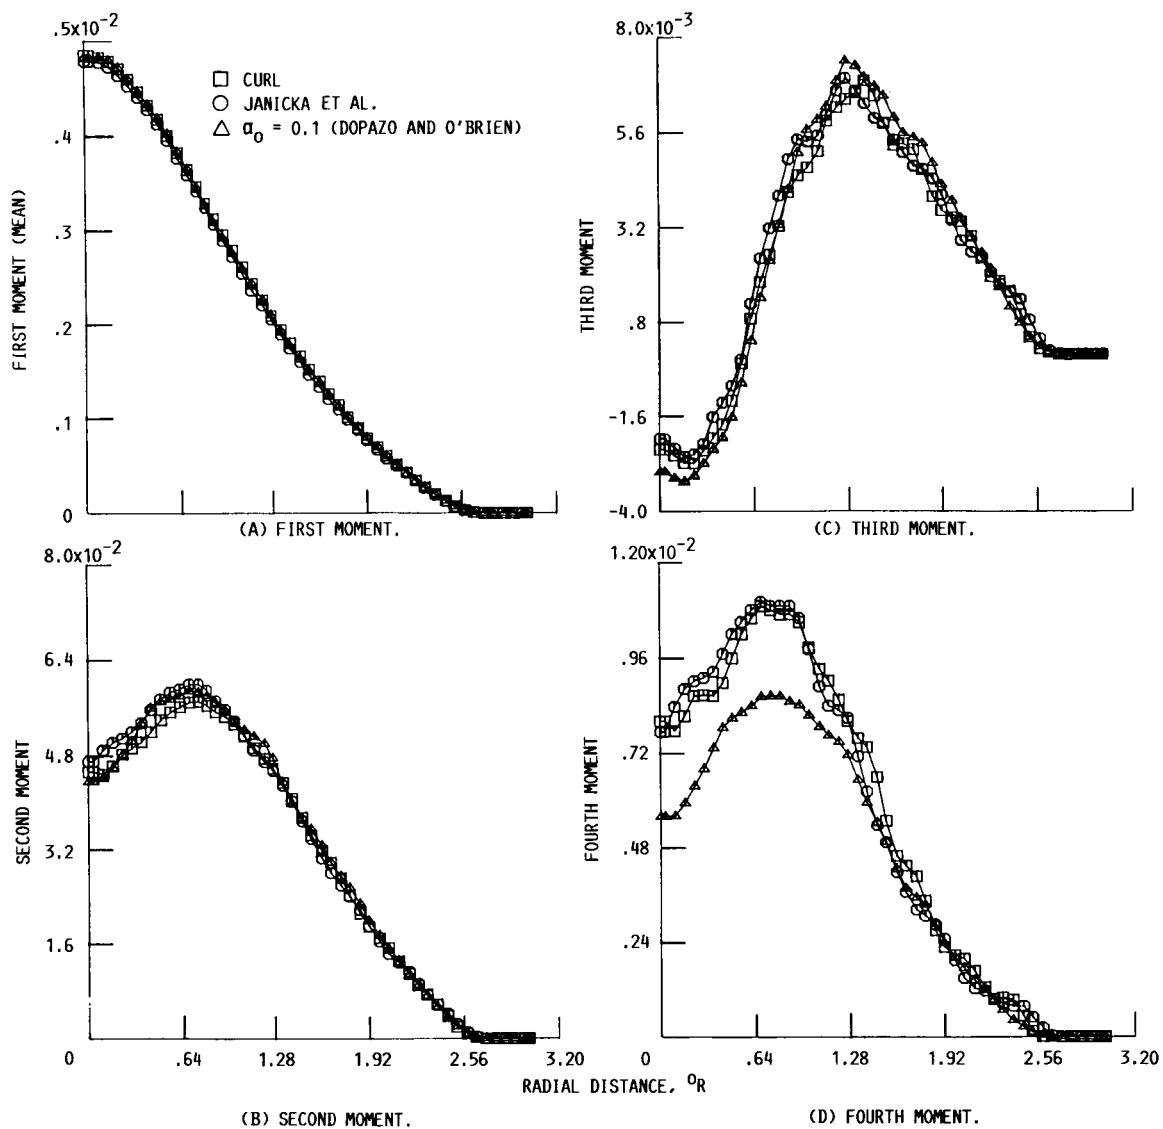 .5x10-2
.4
.3
.2
.1
0
FIRST MOMENT (MEAN)
□ CURL
○ JANICKA ET AL.
△ αo = 0.1 (DOPAZO AND O'BRIEN)
(A) FIRST MOMENT.
8.0x10-3
5.6
3.2
.8
-1.6
-4.0
THIRD MOMENT
(C) THIRD MOMENT.
8.0x10-2
6.4
4.8
3.2
1.6
0
.64
1.28
1.92
2.56
3.20
SECOND MOMENT
(B) SECOND MOMENT.
1.20x10-2
.96
.72
.48
.24
0
.64
1.28
1.92
2.56
3.20
FOURTH MOMENT
RADIAL DISTANCE, OR
(D) FOURTH MOMENT.